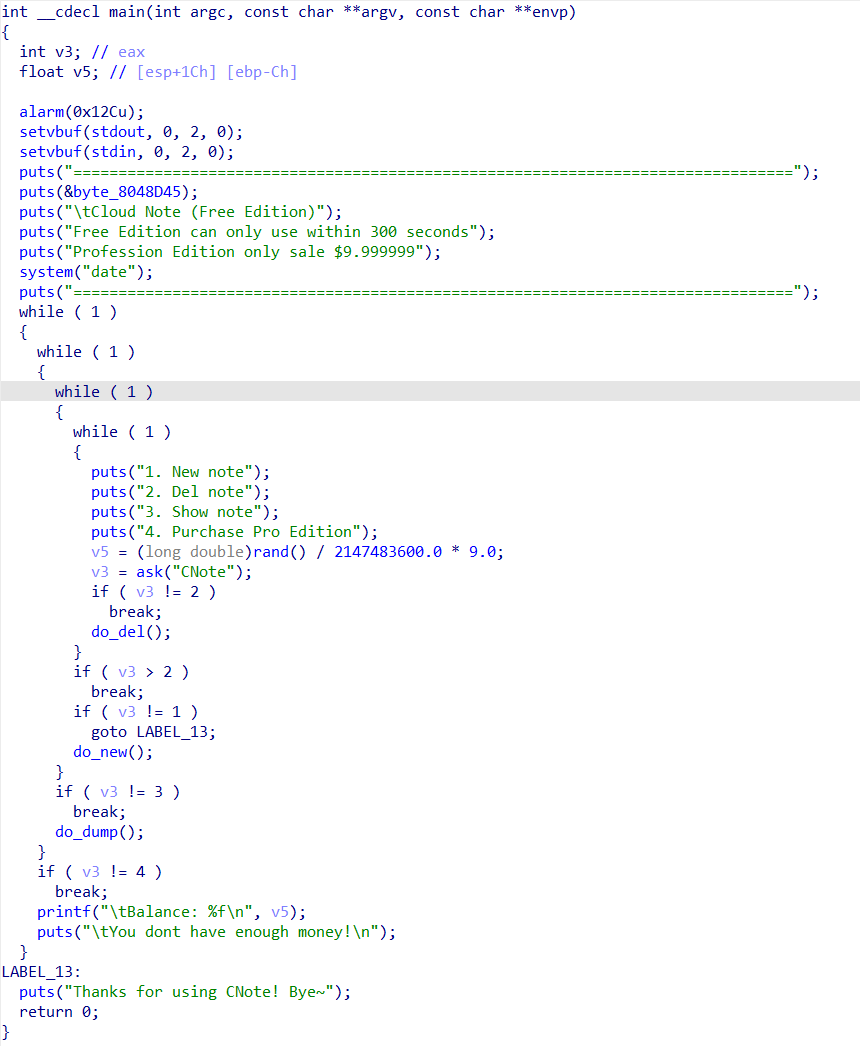 int __cdecl main(int argc, const char **argv, const char **envp)
{
  int v3; // eax
  float v5; // [esp+1Ch] [ebp-Ch]

  alarm(0x12Cu);
  setvbuf(stdout, 0, 2, 0);
  setvbuf(stdin, 0, 2, 0);
  puts("================================================================================");
  puts(&byte_8048D45);
  puts("\tCloud Note (Free Edition)");
  puts("Free Edition can only use within 300 seconds");
  puts("Profession Edition only sale $9.999999");
  system("date");
  puts("================================================================================");
  while ( 1 )
  {
    while ( 1 )
    {
      while ( 1 )
      {
        while ( 1 )
        {
          puts("1. New note");
          puts("2. Del note");
          puts("3. Show note");
          puts("4. Purchase Pro Edition");
          v5 = (long double)rand() / 2147483600.0 * 9.0;
          v3 = ask("CNote");
          if ( v3 != 2 )
            break;
          do_del();
        }
        if ( v3 > 2 )
          break;
        if ( v3 != 1 )
          goto LABEL_13;
        do_new();
      }
      if ( v3 != 3 )
        break;
      do_dump();
    }
    if ( v3 != 4 )
      break;
    printf("\tBalance: %f\n", v5);
    puts("\tYou dont have enough money!\n");
  }
LABEL_13:
  puts("Thanks for using CNote! Bye~");
  return 0;
}